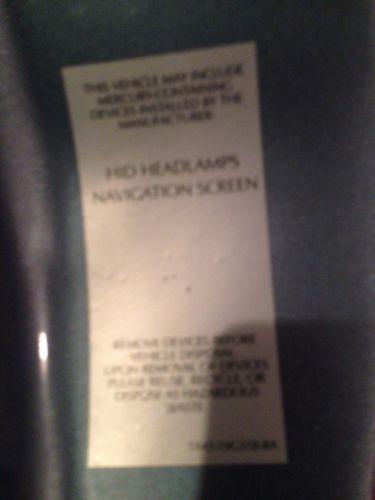 THIS VEHICLE MAY INCLUDE
MERCURY-CONTAINING
DEVICES INSTALLED BY THE
MANUFACTURER:
HID HEADLAMPS
NAVIGATION SCREEN
REMOVE DEVICES BEFORE
VEHICLE DISPOSAL.
UPON REMOVAL OF DEVICES
PLEASE REUSE, RECYCLE, OR
DISPOSE AS HAZARDOUS
WASTE.